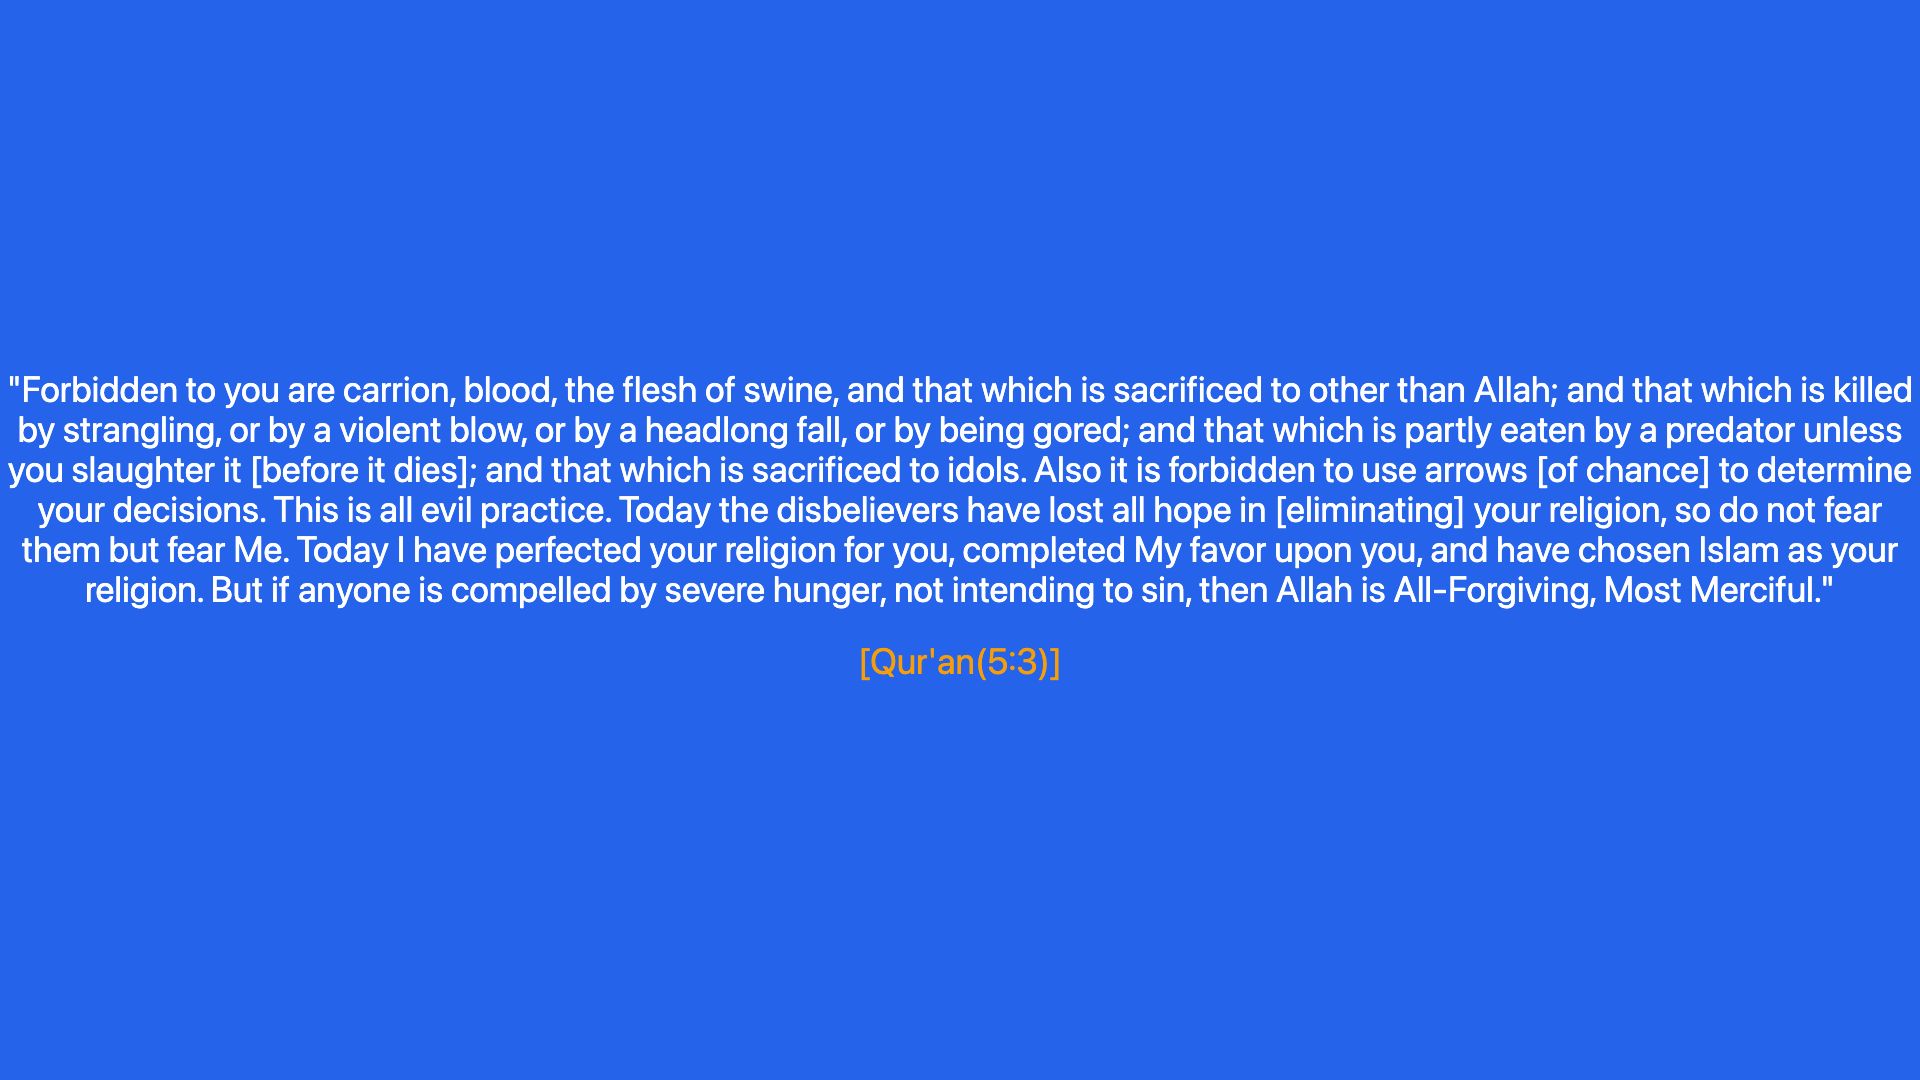 "Forbidden to you are carrion, blood, the flesh of swine, and that which is sacrificed to other than Allah; and that which is killed
by strangling, or by a violent blow, or by a headlong fall, or by being gored; and that which is partly eaten by a predator unless
you slaughter it [before it dies]; and that which is sacrificed to idols. Also it is forbidden to use arrows [of chance] to determine
your decisions. This is all evil practice. Today the disbelievers have lost all hope in [eliminating] your religion, so do not fear
them but fear Me. Today I have perfected your religion for you, completed My favor upon you, and have chosen Islam as your
religion. But if anyone is compelled by severe hunger, not intending to sin, then Allah is All-Forgiving, Most Merciful."
[Qur'an(5:3)]